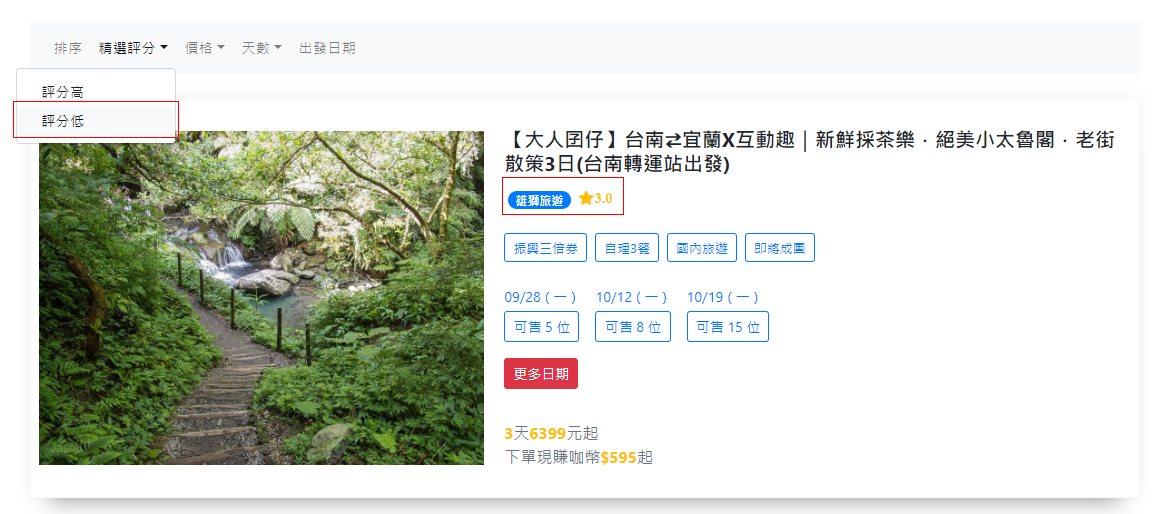 排序 精選評分 價格 天數 出發日期
評分高
評分低
【大人囝仔】台南⇄宜蘭X互動趣｜新鮮採茶樂．絕美小太魯閣．老街
散策3日(台南轉運站出發)
雄獅旅遊 3.0
振興三倍券 自理3餐 國內旅遊 即將成團
09/28 ( 一 ) 10/12 ( 一 ) 10/19 ( 一 )
可售 5 位 可售 8 位 可售 15 位
更多日期
3天6399元起
下單現賺咖幣$595起